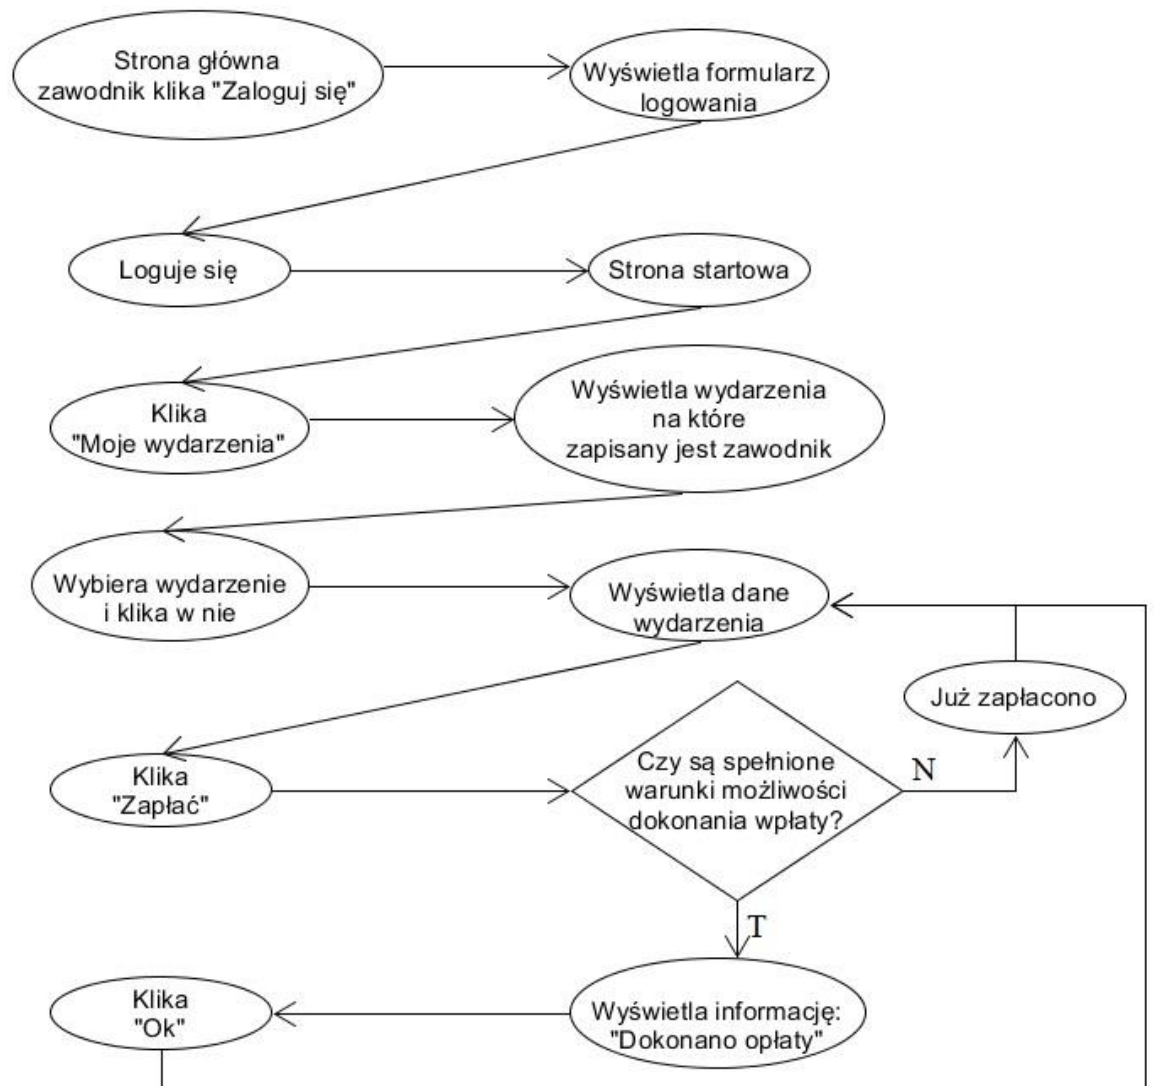 Strona główna
zawodnik klika "Zaloguj się"
Wyświetla formularz
logowania
Loguje się
Strona startowa
Klika
"Moje wydarzenia"
Wyświetla wydarzenia
na które
zapisany jest zawodnik
Wybiera wydarzenie
i klika w nie
Wyświetla dane
wydarzenia
Już zapłacono
Klika
"Zapłać"
Czy są spełnione
warunki możliwości
dokonania wpłaty?
N
T
Klika
"Ok"
Wyświetla informację:
"Dokonano opłaty"